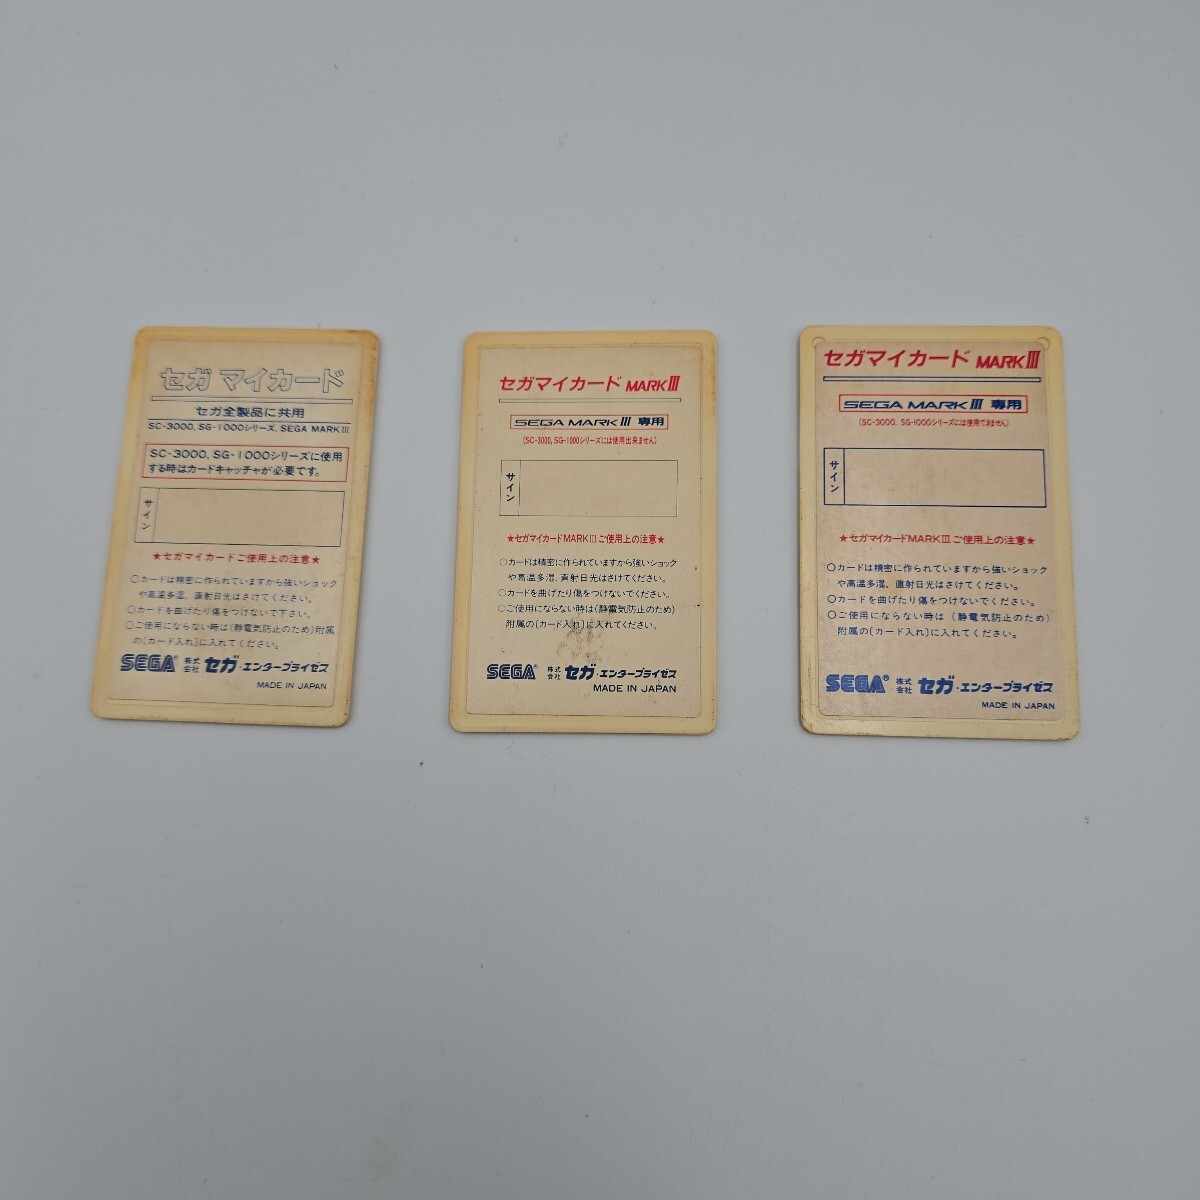 セガ マイカード
セガ全製品に共用
SC-3000, SG-1000シリーズ, SEGA MARK III
SC-3000, SG-1000シリーズに使用
する時はカードキャッチャが必要です。
サイン
★セガマイカードご使用上の注意★
○カードは精密に作られていますから強いショック
や高温多湿、直射日光はさけてください。
○カードを曲げたり傷をつけないで下さい。
○ご使用にならない時は(静電気防止のため)附属
の(カード入れ)に入れてください。
SEGA® 株式会社 セガ・エンタープライゼス
MADE IN JAPAN
セガマイカード MARK III
SEGA MARK III 専用
(SC-3000, SG-1000シリーズには使用出来ません)
サイン
★セガマイカードMARK III ご使用上の注意★
○カードは精密に作られていますから強いショック
や高温多湿、直射日光はさけてください。
○カードを曲げたり傷をつけないでください。
○ご使用にならない時は(静電気防止のため)
附属の(カード入れ)に入れてください。
SEGA® 株式会社 セガ・エンタープライゼス
MADE IN JAPAN
セガマイカード MARK III
SEGA MARK III 専用
(SC-3000, SG-1000シリーズには使用できません)
サイン
★セガマイカードMARK III ご使用上の注意★
○カードは精密に作られていますから強いショック
や高温多湿、直射日光はさけてください。
○カードを曲げたり傷をつけないでください。
○ご使用にならない時は(静電気防止のため)
附属の(カード入れ)に入れてください。
SEGA® 株式会社 セガ・エンタープライゼス
MADE IN JAPAN